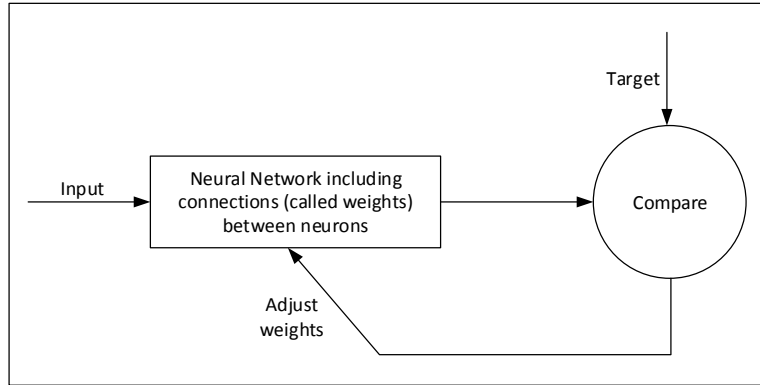 Target
Input
Neural Network including
connections (called weights)
between neurons
Compare
Adjust
weights